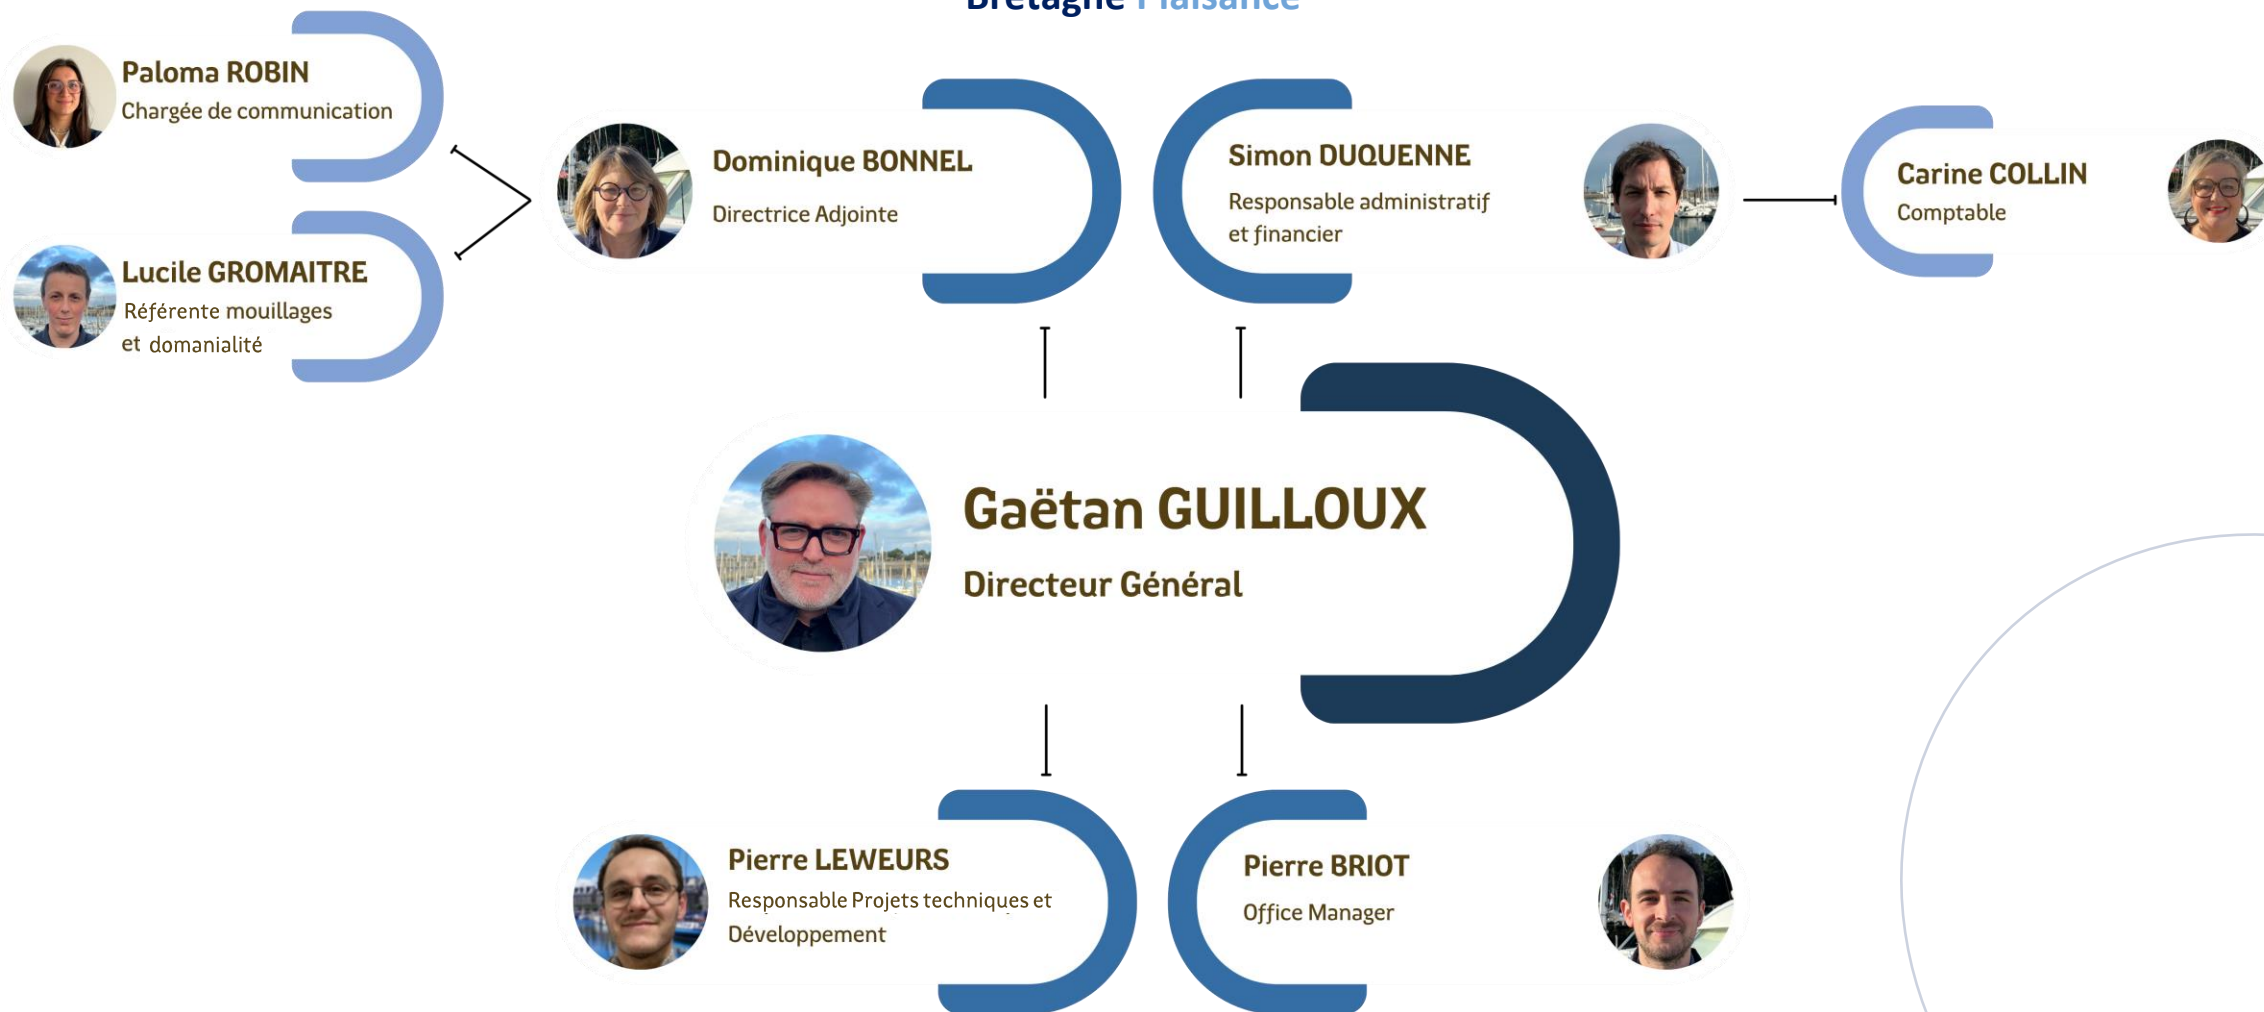 Bretagne Plaisance
Paloma ROBIN
Chargée de communication
Lucile GROMAITRE
Référente mouillages
et domanialité
Dominique BONNEL
Directrice Adjointe
Simon DUQUENNE
Responsable administratif
et financier
Carine COLLIN
Comptable
Gaëtan GUILLOUX
Directeur Général
Pierre LEWEURS
Responsable Projets techniques et
Développement
Pierre BRIOT
Office Manager